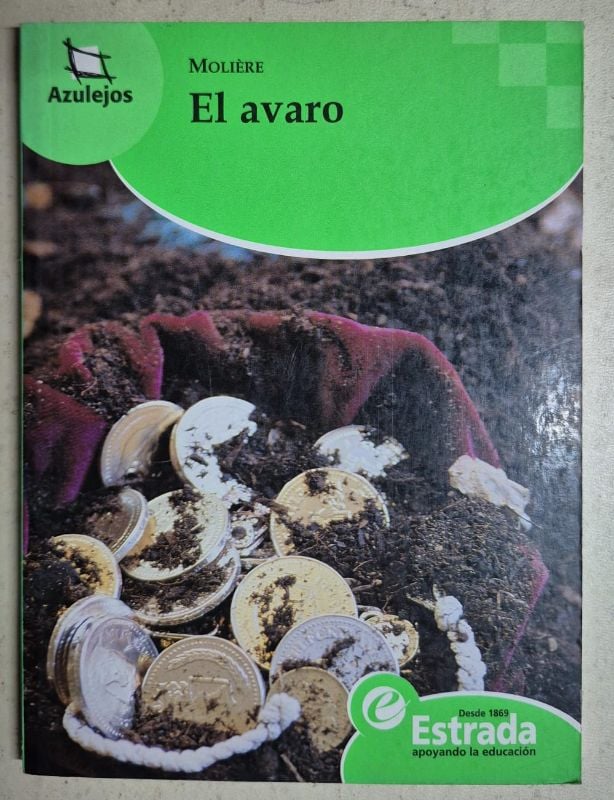 Azulejos
MOLIÈRE
El avaro
Desde 1869
e Estrada
apoyando la educación